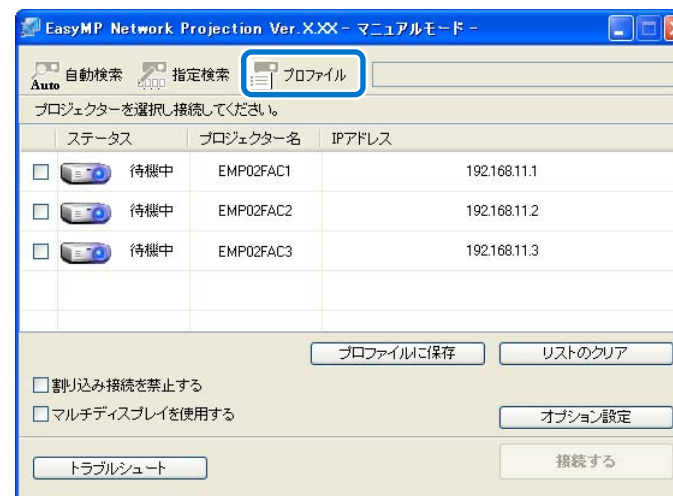 EasyMP Network Projection Ver.X.XX - マニュアルモード -
Auto 自動検索 指定検索 プロファイル
プロジェクターを選択し接続してください。
ステータス プロジェクター名 IPアドレス
待機中 EMP02FAC1 192.168.11.1
待機中 EMP02FAC2 192.168.11.2
待機中 EMP02FAC3 192.168.11.3
プロファイルに保存 リストのクリア
割り込み接続を禁止する
マルチディスプレイを使用する オプション設定
トラブルシュート 接続する